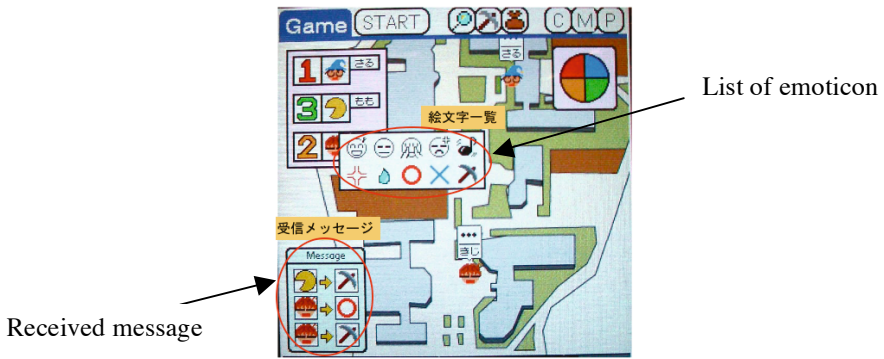 Game START C M P
さる
1 さる
3 もも
2
List of emoticon
絵文字一覧
受信メッセージ
きじ
Message
Received message